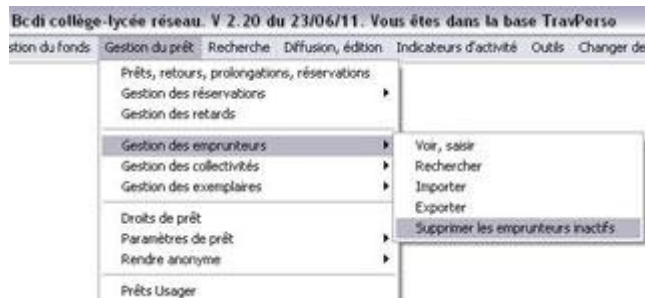 Bcdi collège-lycée réseau. V 2.20 du 23/06/11. Vous êtes dans la base TravPerso
stion du fonds Gestion du prêt Recherche Diffusion, édition Indicateurs d'activité Outils Changer de
Prêts, retours, prolongations, réservations
Gestion des réservations
Gestion des retards
Gestion des emprunteurs
Gestion des collectivités
Gestion des exemplaires
Droits de prêt
Paramètres de prêt
Rendre anonyme
Prêts Usager
Voir, saisir
Rechercher
Importer
Exporter
Supprimer les emprunteurs inactifs